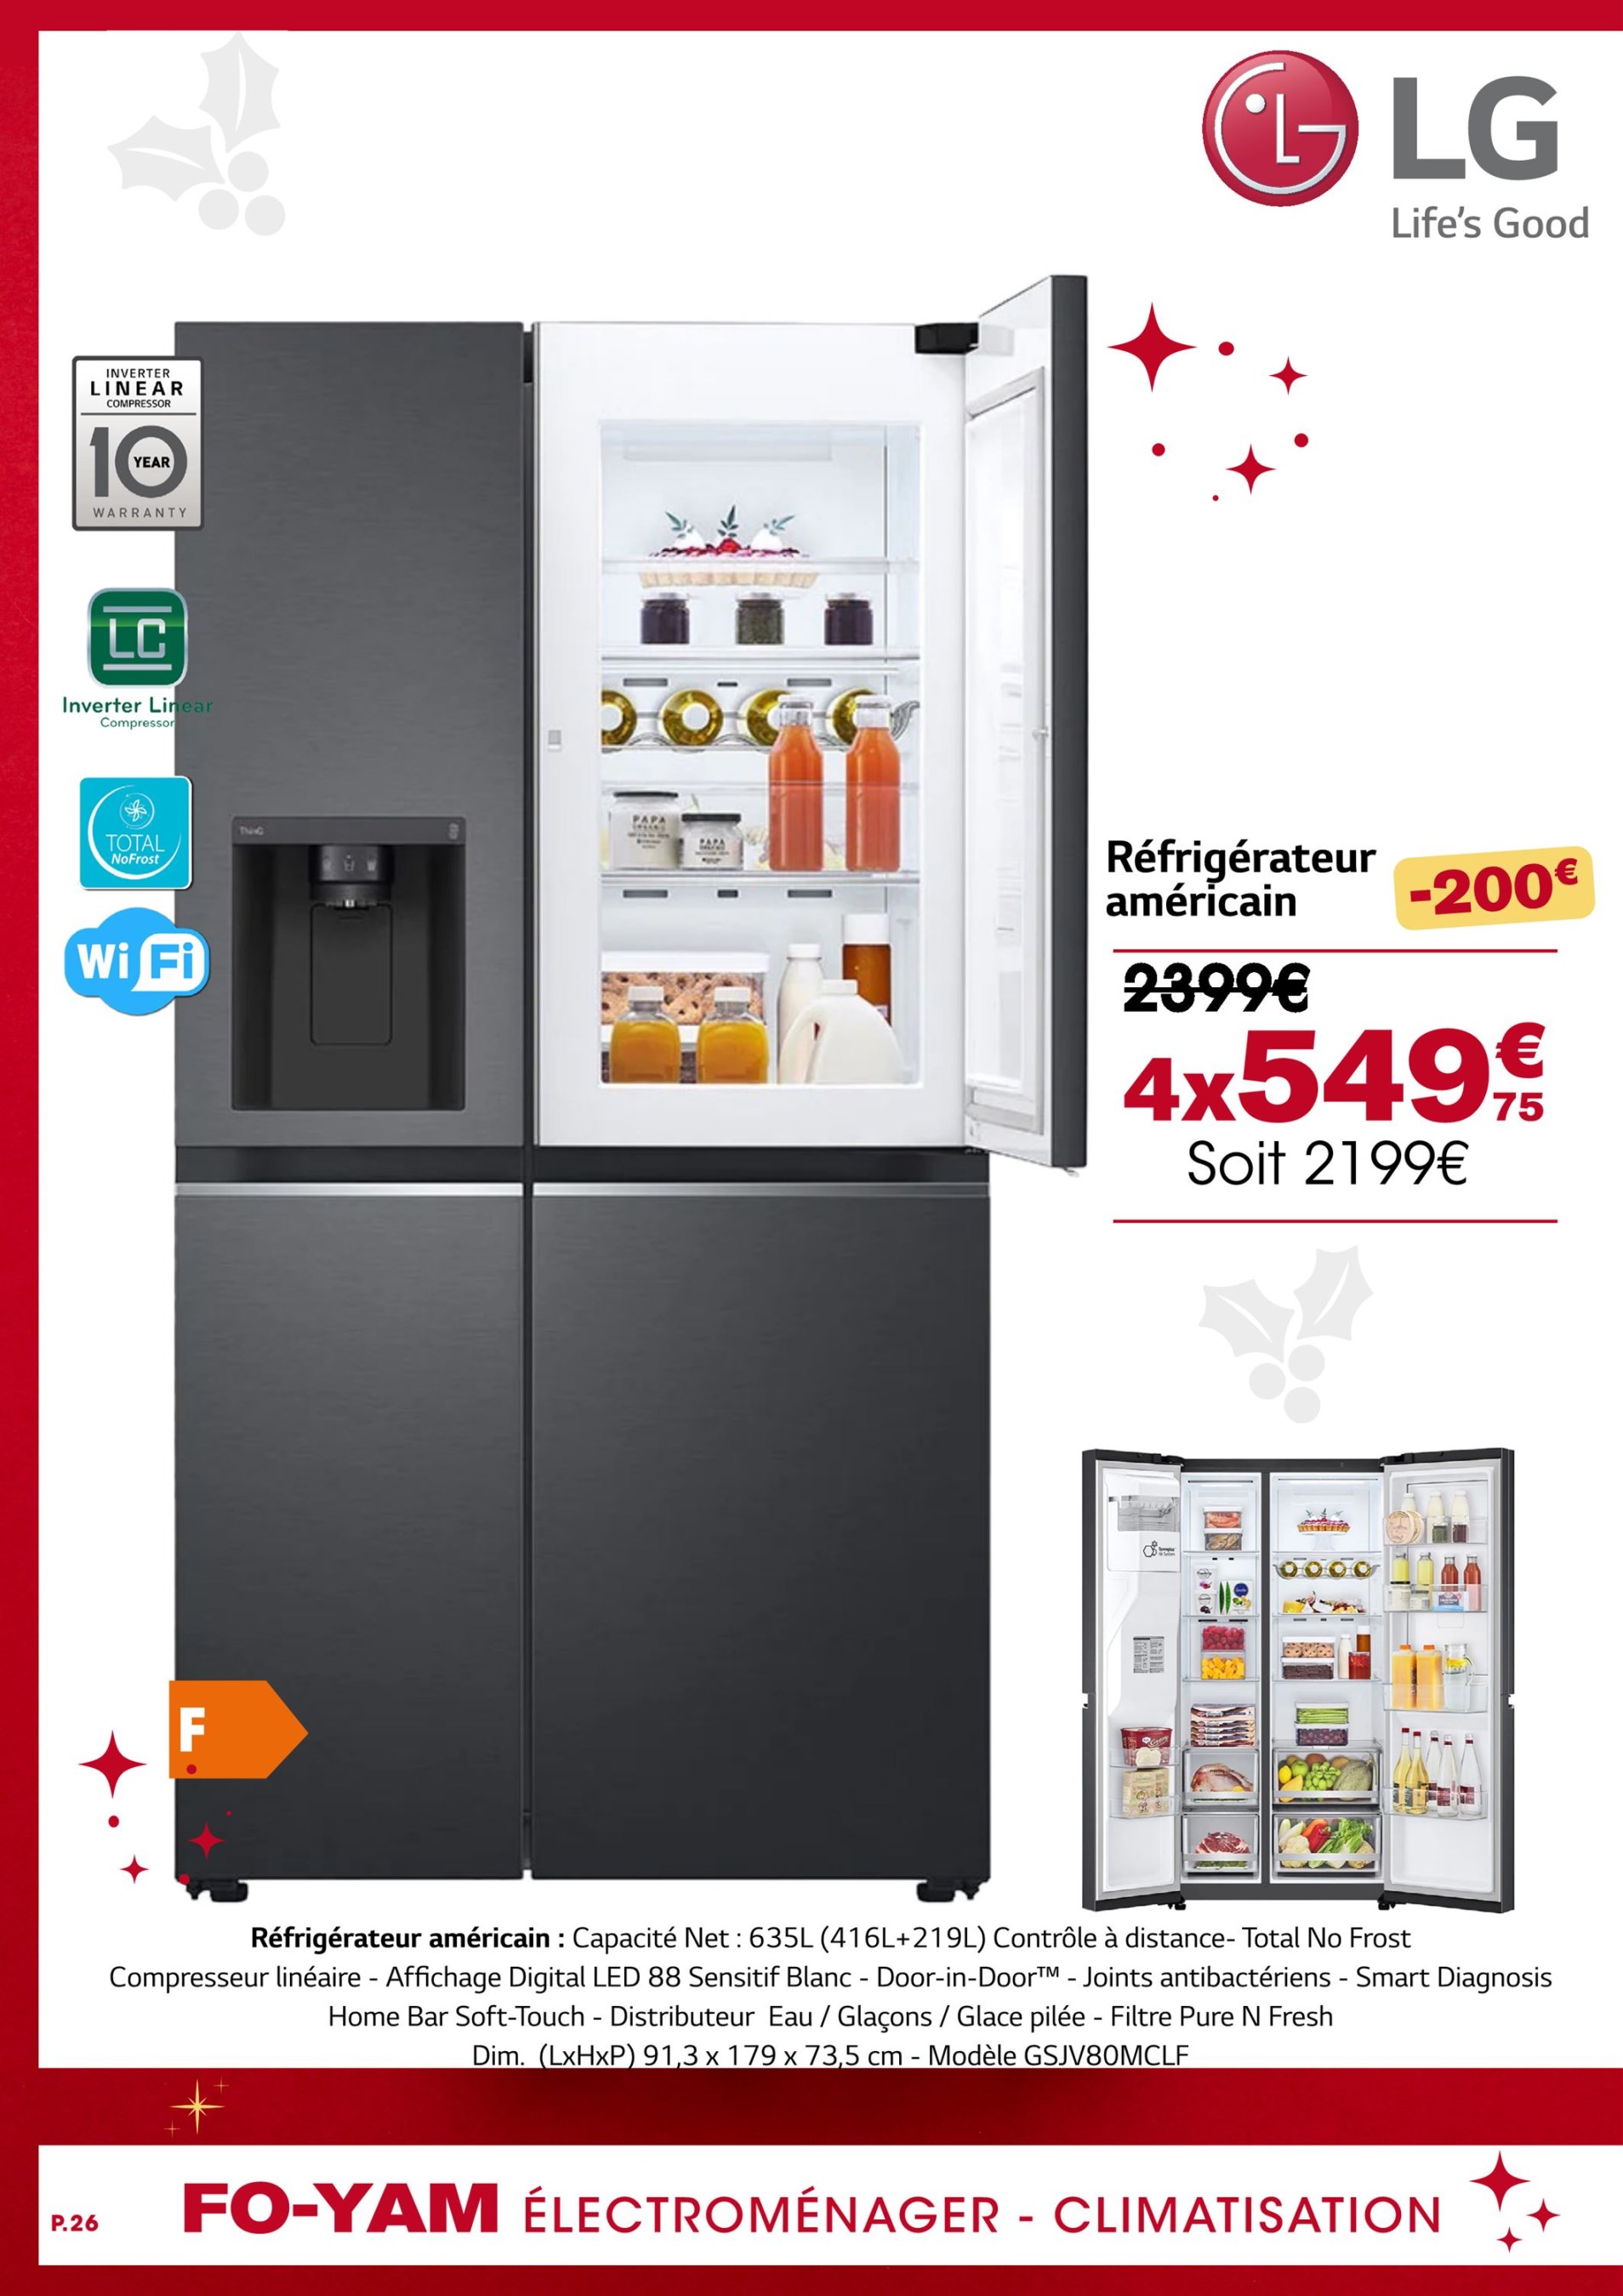 LG
Life's Good
INVERTER
LINEAR
COMPRESSOR
10 YEAR
WARRANTY
LC
Inverter Linear
Compressor
TOTAL
NoFrost
Wi Fi
ThinQ
PAPA
PAPA
Réfrigérateur
américain
-200€
2399€
4x549€75
Soit 2199€
F
Réfrigérateur américain : Capacité Net : 635L (416L+219L) Contrôle à distance- Total No Frost
Compresseur linéaire - Affichage Digital LED 88 Sensitif Blanc - Door-in-Door™ - Joints antibactériens - Smart Diagnosis
Home Bar Soft-Touch - Distributeur Eau / Glaçons / Glace pilée - Filtre Pure N Fresh
Dim. (LxHxP) 91,3 x 179 x 73,5 cm - Modèle GSJV80MCLF
P.26
FO-YAM ÉLECTROMÉNAGER - CLIMATISATION